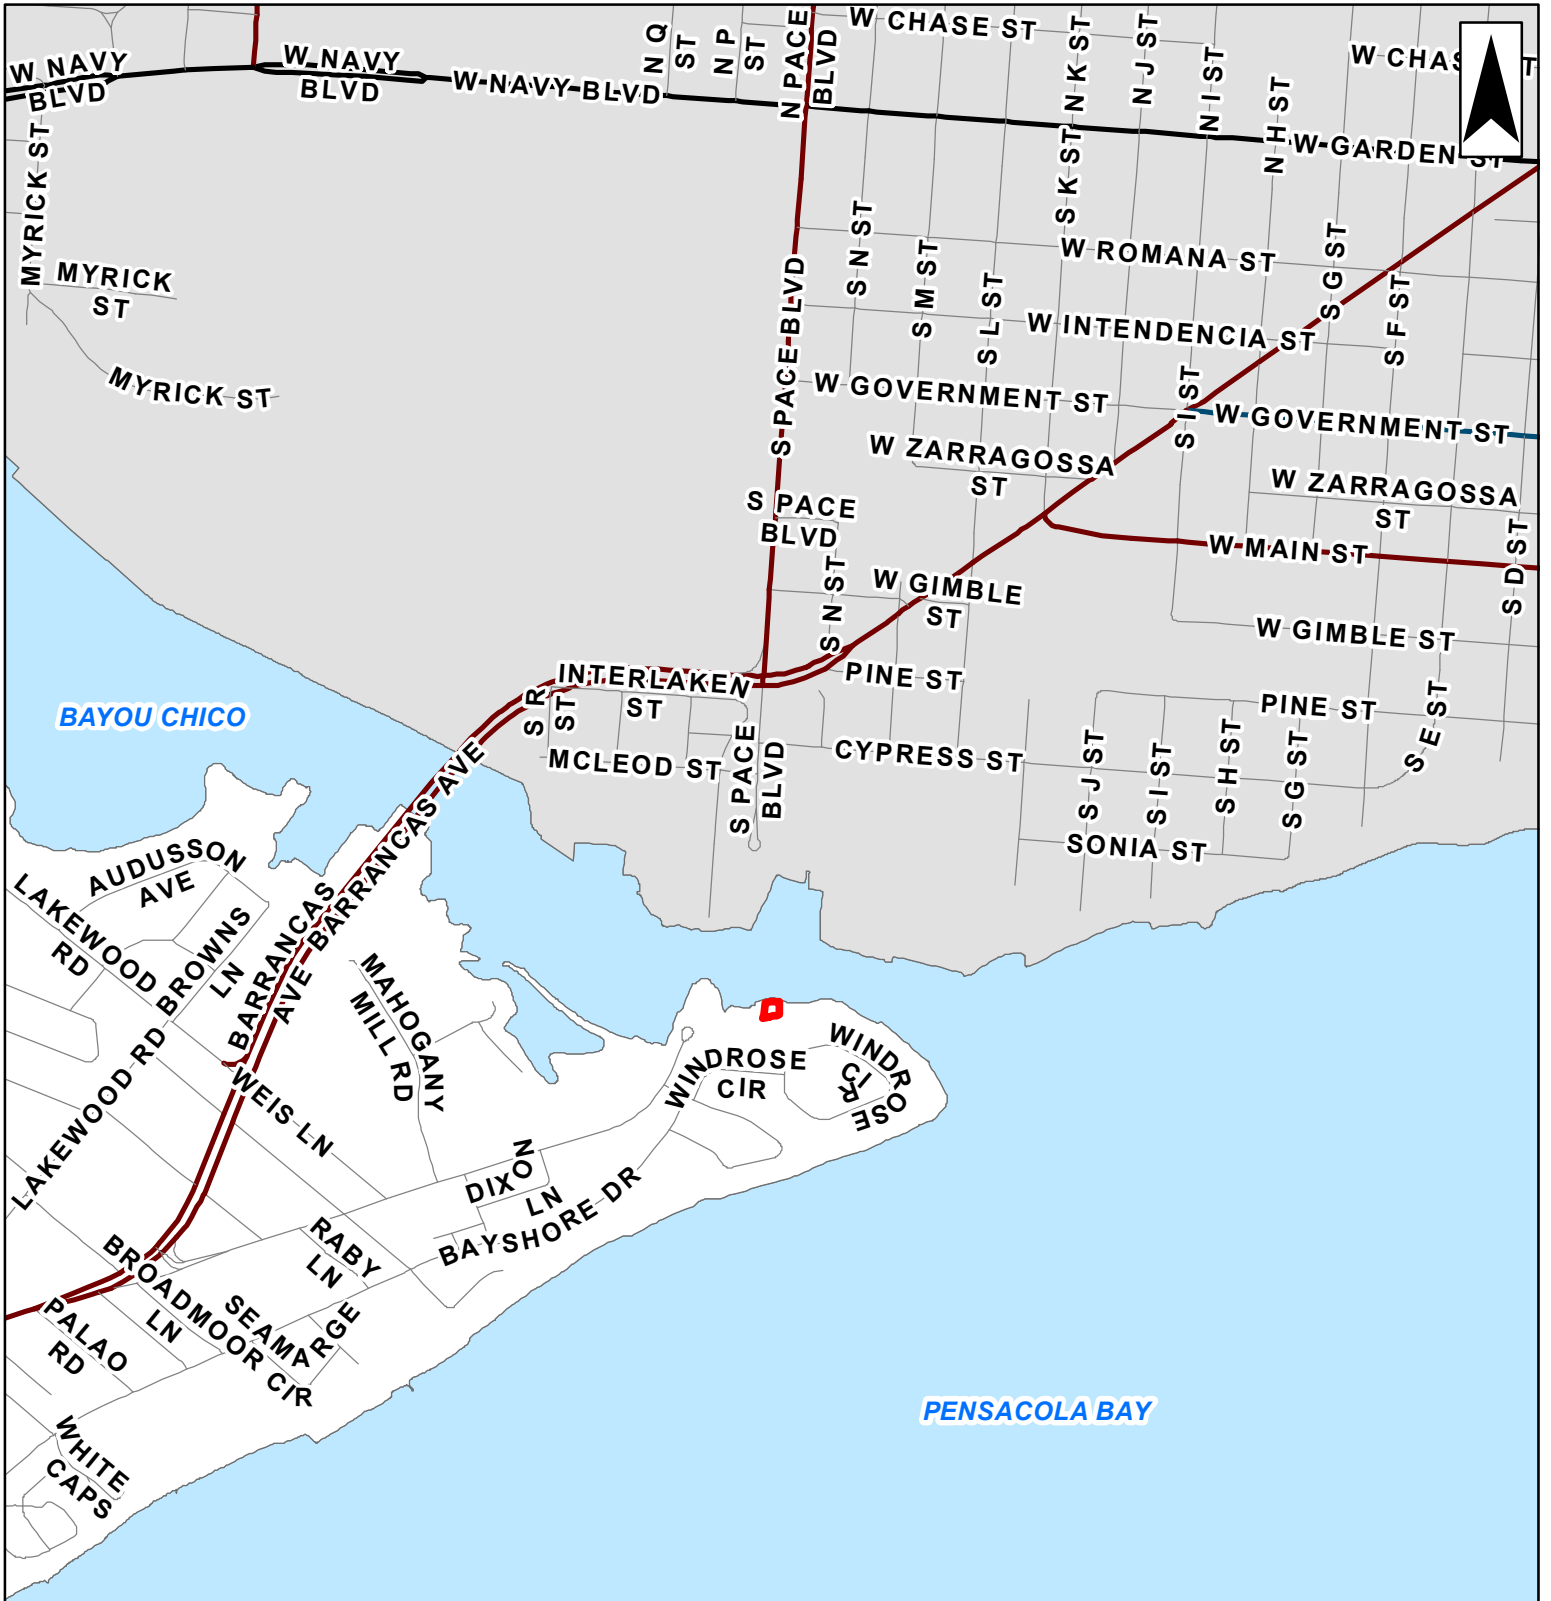 W CHASE ST
W CHAS
T
N Q
ST
N P
ST
N PACE
BLVD
N K ST
N J ST
N I ST
N H ST
W NAVY
BLVD
W NAVY
BLVD
W NAVY BLVD
W GARDEN ST
MYRICK ST
MYRICK
ST
MYRICK ST
S K ST
S N ST
S M ST
S L ST
W ROMANA ST
S G ST
S F ST
W INTENDENCIA ST
S PACE BLVD
W GOVERNMENT ST
S I ST
W GOVERNMENT ST
W ZARRAGOSSA
ST
W ZARRAGOSSA
ST
S PACE
BLVD
W MAIN ST
S D ST
S N ST
W GIMBLE
ST
W GIMBLE ST
INTERLAKEN
ST
S R
ST
PINE ST
PINE ST
S E ST
BAYOU CHICO
MCLEOD ST
S PACE
BLVD
CYPRESS ST
S J ST
S I ST
S H ST
S G ST
SONIA ST
BARRANCAS AVE
AUDUSSON
AVE
LAKEWOOD
RD
BROWNS
LN
BARRANCAS
AVE
MAHOGANY
MILL RD
LAKEWOOD RD
WEIS LN
WINDROSE
CIR
WINDROSE
CIR
DIXON
LN
BAYSHORE DR
RABY
LN
BROADMOOR CIR
LN
SEAMARGE
PALAO
RD
PENSACOLA BAY
WHITE
CAPS